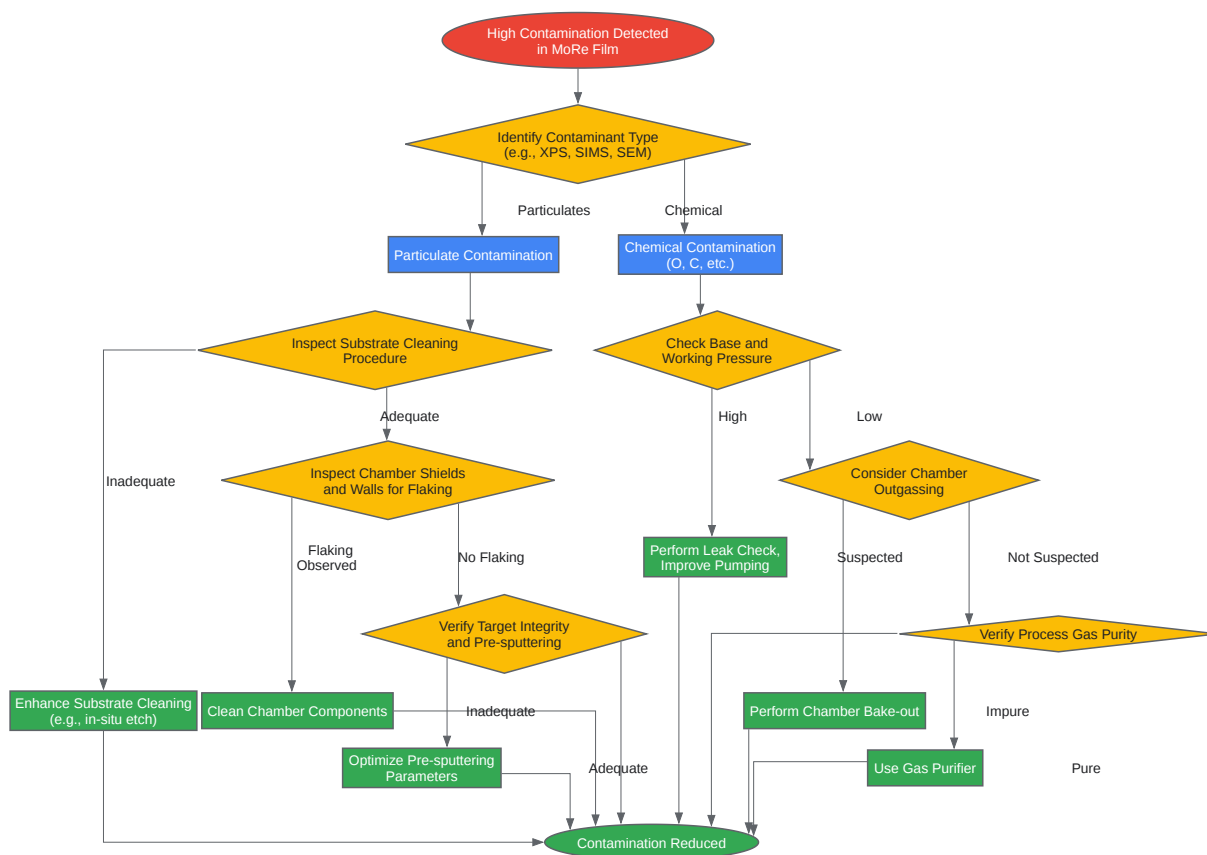 High Contamination Detected
in MoRe Film
Identify Contaminant Type
(e.g., XPS, SIMS, SEM)
Particulates
Chemical
Particulate Contamination
Chemical Contamination
(O, C, etc.)
Inspect Substrate Cleaning
Procedure
Check Base and
Working Pressure
Adequate
High
Low
Inadequate
Inspect Chamber Shields
and Walls for Flaking
Consider Chamber
Outgassing
Flaking
Observed
No Flaking
Perform Leak Check,
Improve Pumping
Suspected
Not Suspected
Verify Target Integrity
and Pre-sputtering
Verify Process Gas Purity
Enhance Substrate Cleaning
(e.g., in-situ etch)
Clean Chamber Components
Inadequate
Perform Chamber Bake-out
Impure
Optimize Pre-sputtering
Parameters
Adequate
Use Gas Purifier
Pure
Contamination Reduced